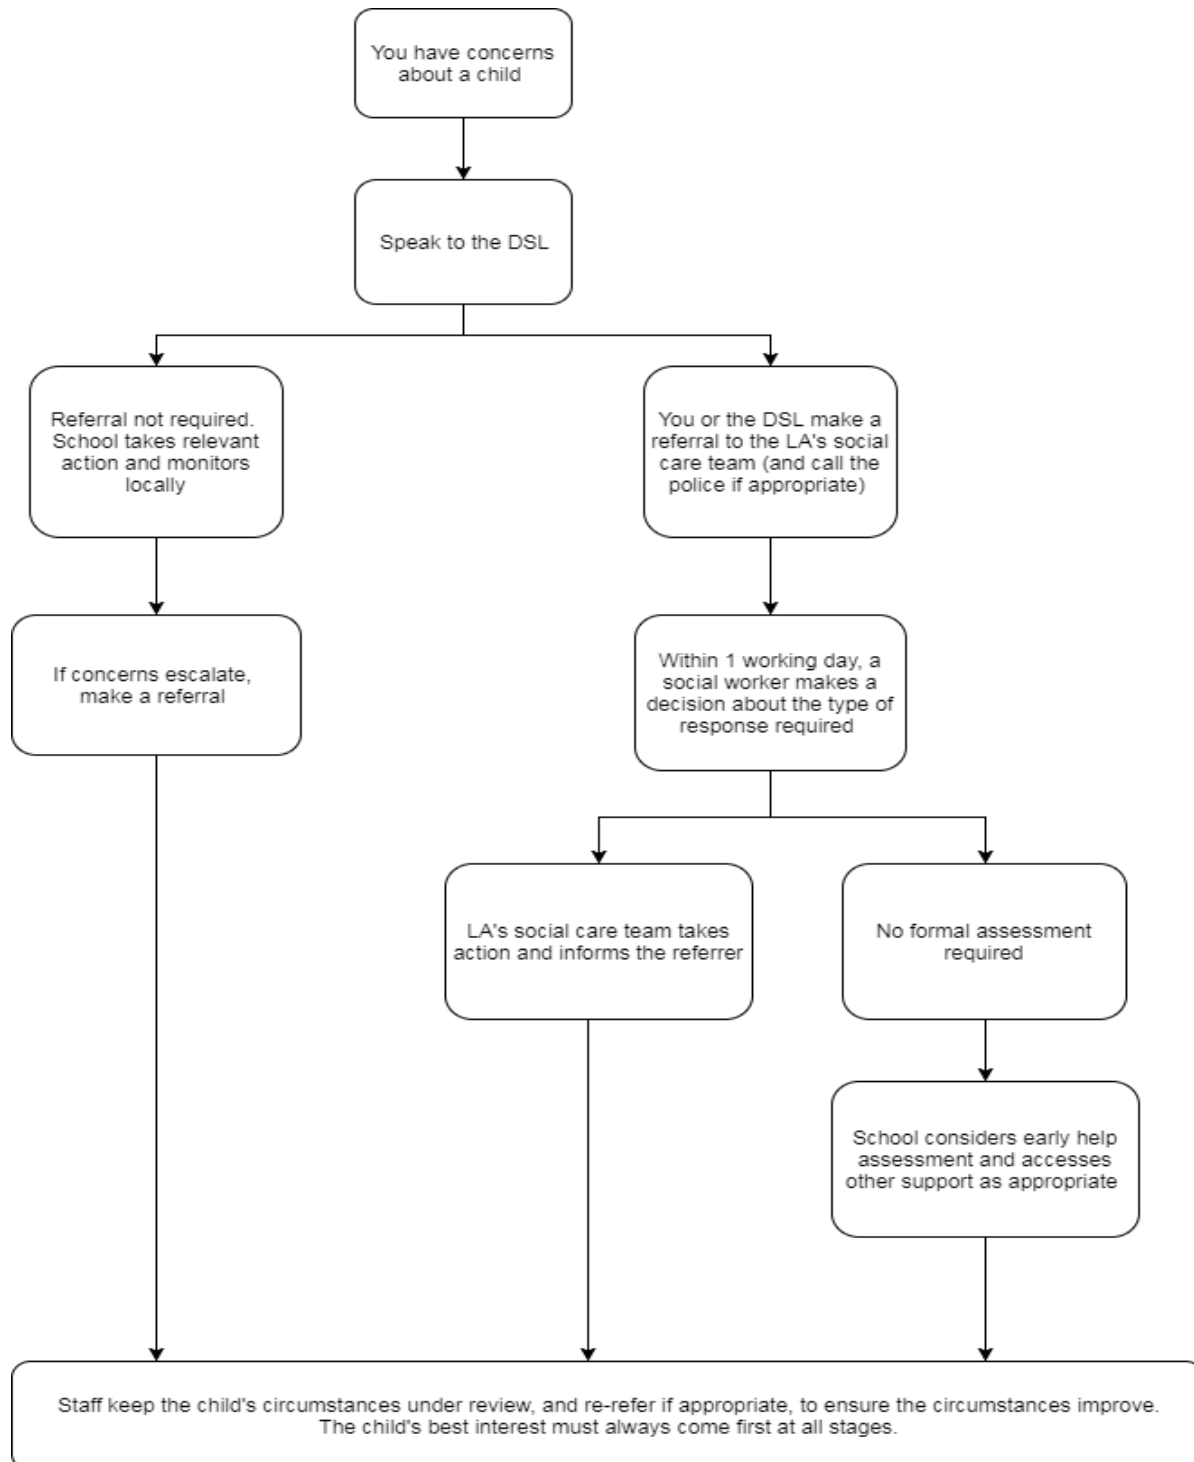 You have concerns
about a child
Speak to the DSL
Referral not required.
School takes relevant
action and monitors
locally
You or the DSL make a
referral to the LA's social
care team (and call the
police if appropriate)
If concerns escalate,
make a referral
Within 1 working day, a
social worker makes a
decision about the type of
response required
LA's social care team takes
action and informs the referrer
No formal assessment
required
School considers early help
assessment and accesses
other support as appropriate
Staff keep the child's circumstances under review, and re-refer if appropriate, to ensure the circumstances improve.
The child's best interest must always come first at all stages.